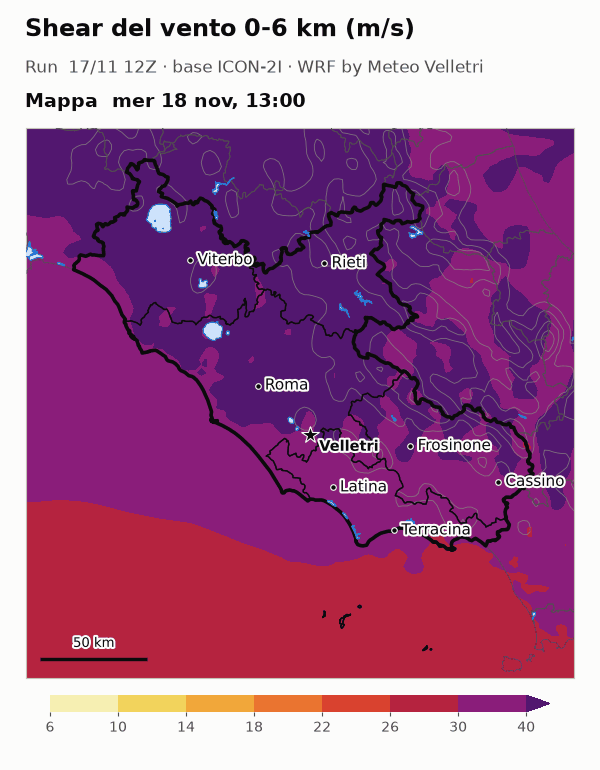 Shear del vento 0-6 km (m/s)
Run  17/11 12Z · base ICON-2I · WRF by Meteo Velletri
Mappa  mer 18 nov, 13:00
Viterbo
Rieti
Roma
Velletri
Frosinone
Latina
Cassino
Terracina
50 km
6 10 14 18 22 26 30 40